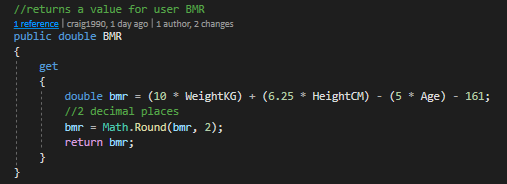 //returns a value for user BMR
1 reference | craig1990, 1 day ago | 1 author, 2 changes
public double BMR
{
get
{
double bmr = (10 * WeightKG) + (6.25 * HeightCM) - (5 * Age) - 161;
//2 decimal places
bmr = Math.Round(bmr, 2);
return bmr;
}
}